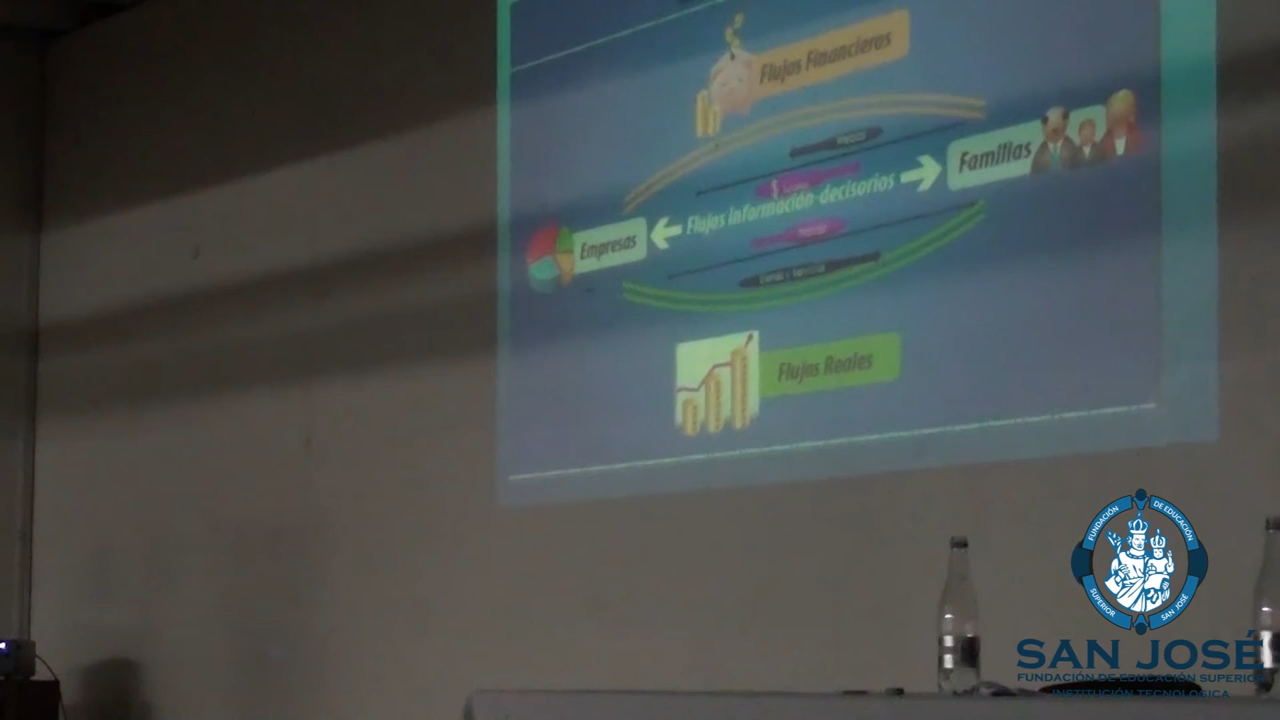 Flujos Financieros
Familias
Flujos información-decisorios
Empresas
Flujos Reales
FUNDACIÓN
DE EDUCACIÓN
SUPERIOR
SAN JOSÉ
SAN JOSÉ
FUNDACIÓN DE EDUCACIÓN SUPERIOR
INSTITUCIÓN TECNOLOGICA